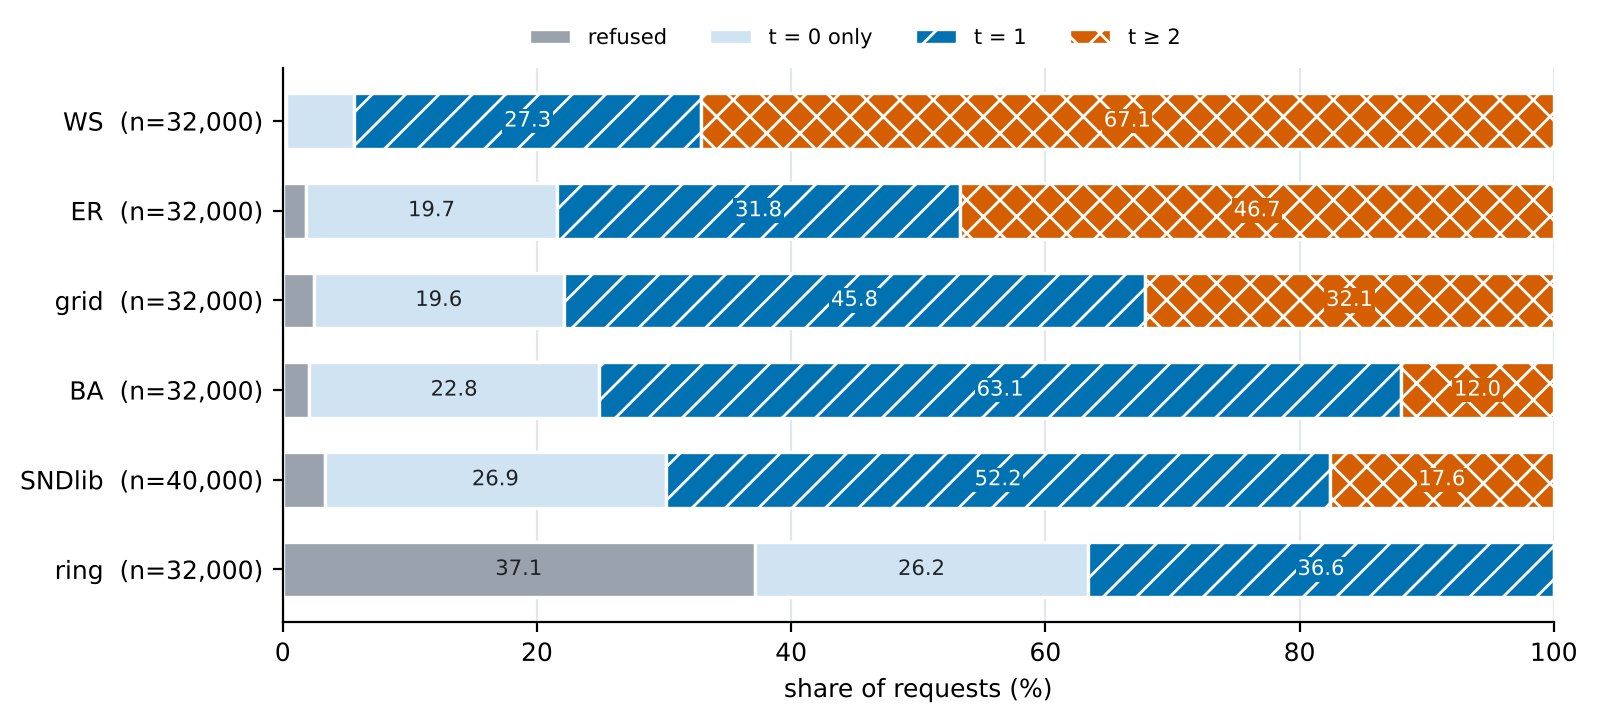 refused t = 0 only t = 1 t ≥ 2
WS (n=32,000) 27.3 67.1
ER (n=32,000) 19.7 31.8 46.7
grid (n=32,000) 19.6 45.8 32.1
BA (n=32,000) 22.8 63.1 12.0
SNDlib (n=40,000) 26.9 52.2 17.6
ring (n=32,000) 37.1 26.2 36.6
0 20 40 60 80 100
share of requests (%)